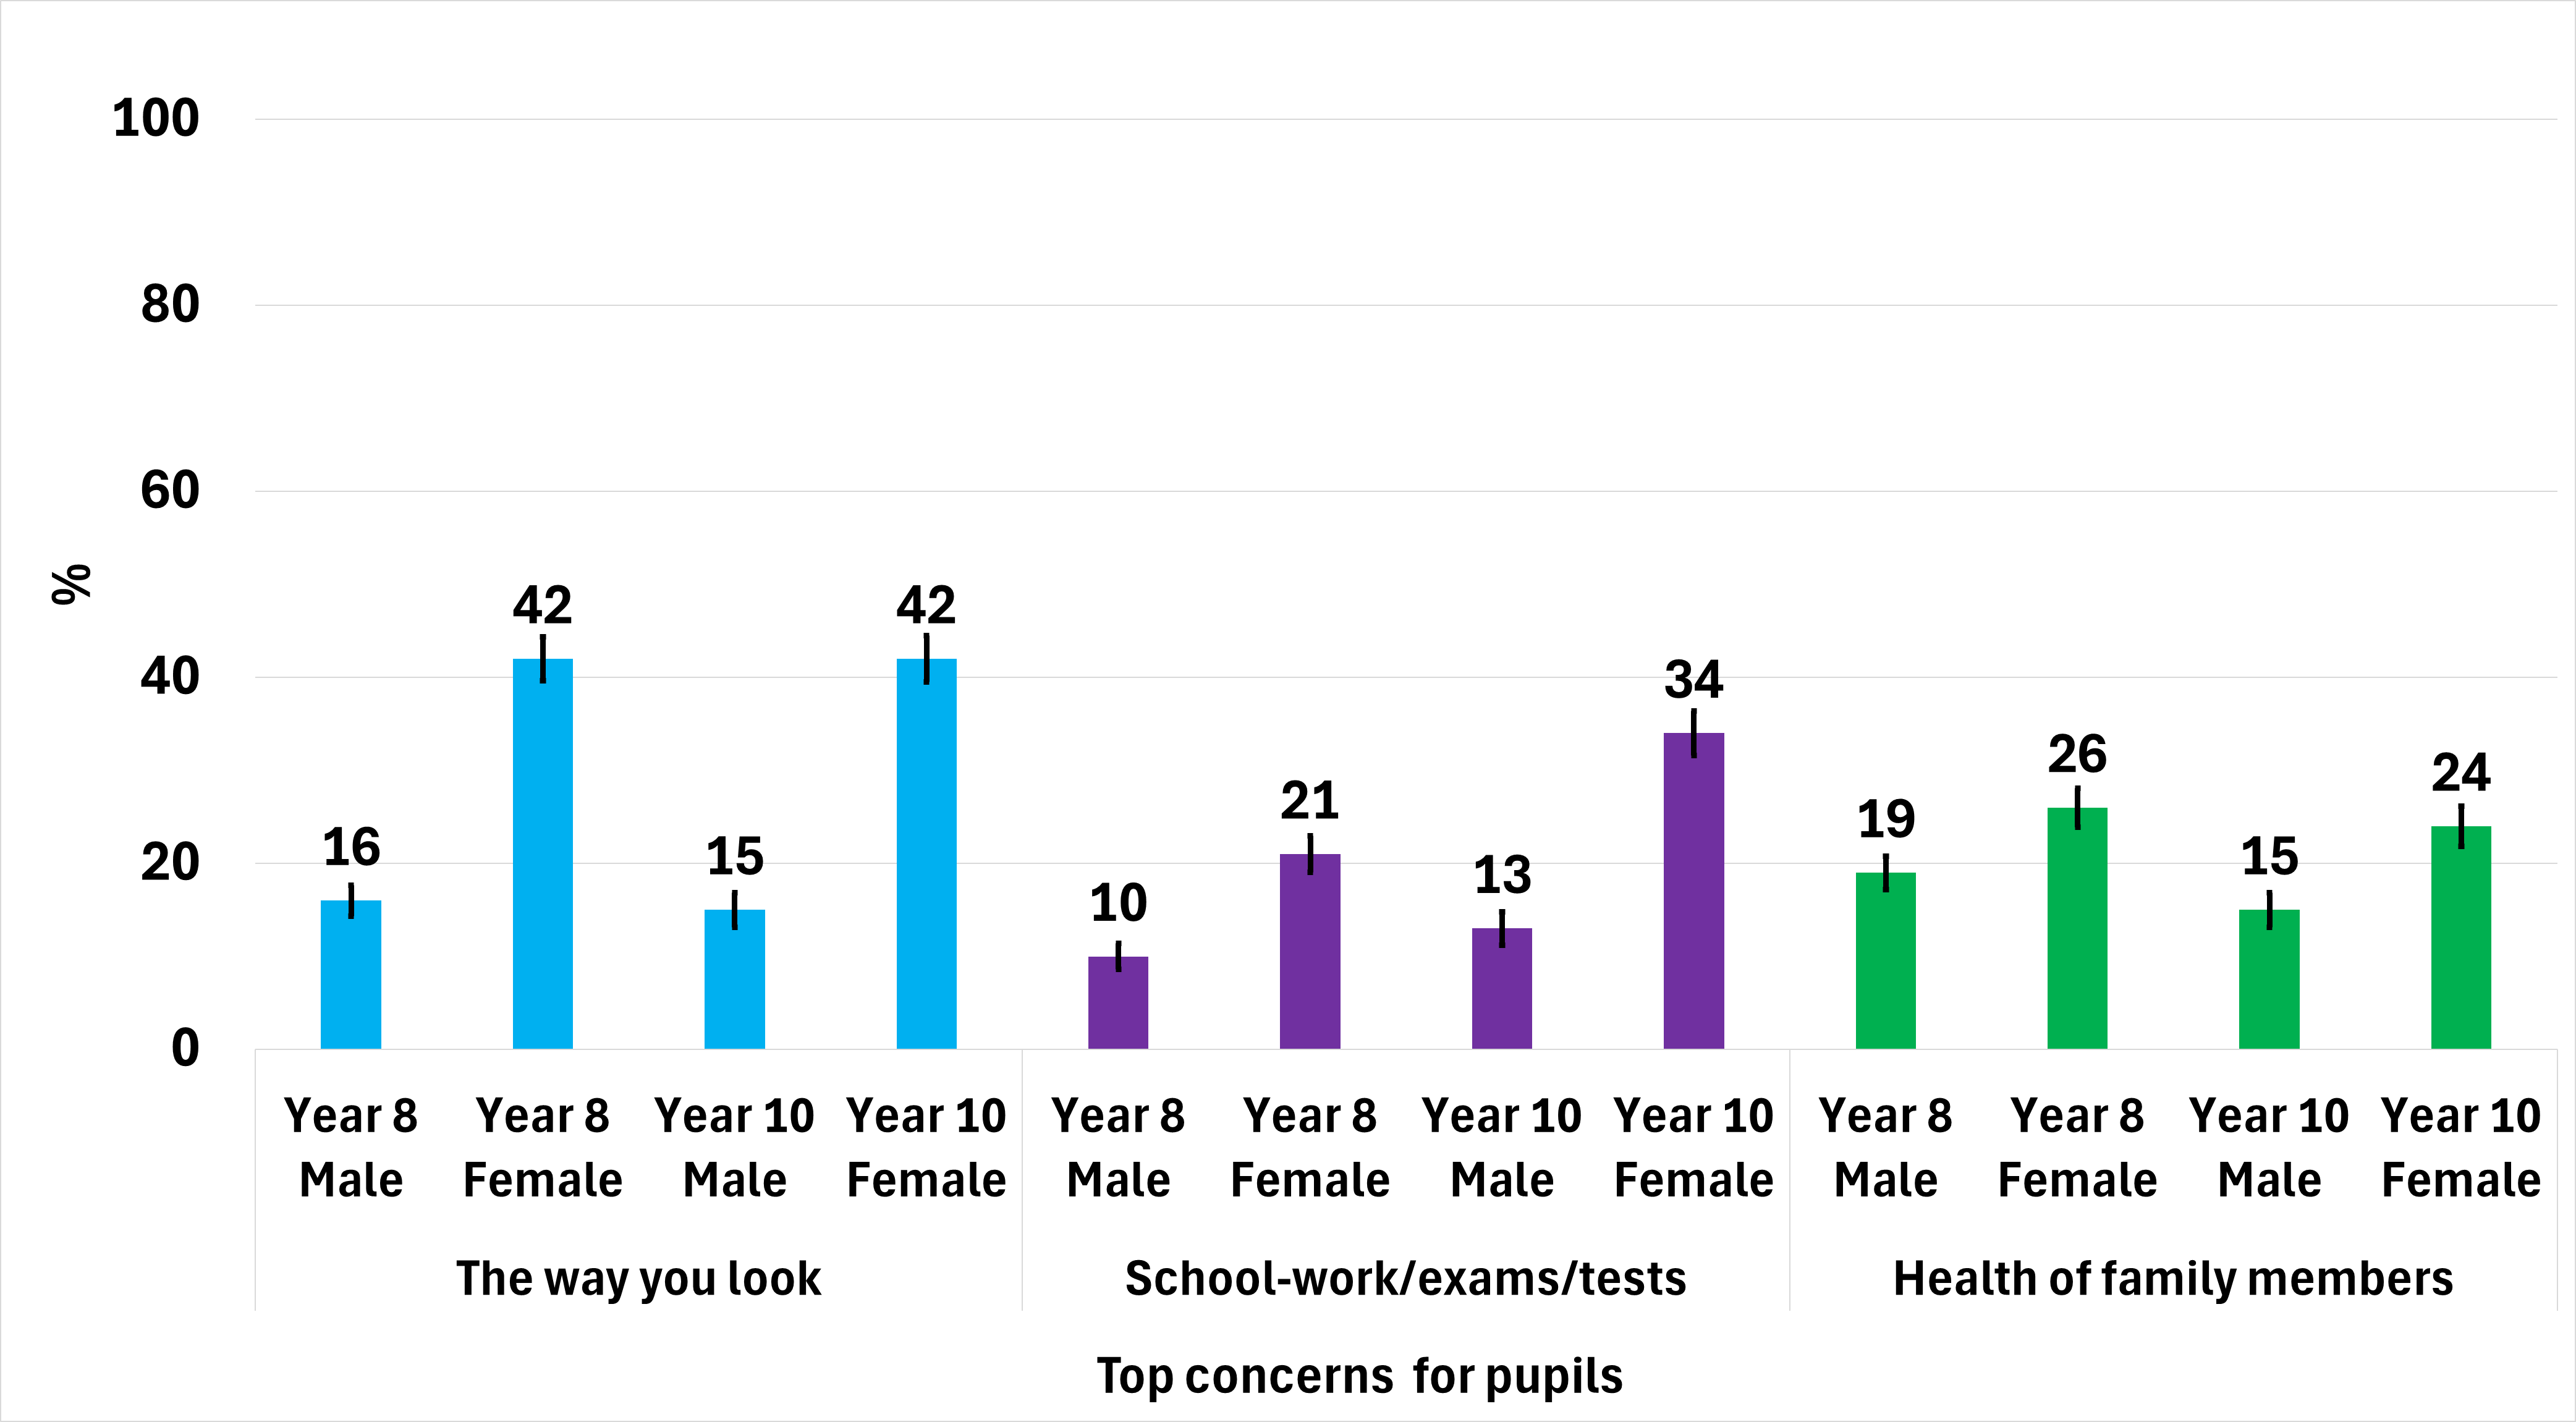 100
80
60
40
20
0
%
16
42
15
42
10
21
13
34
19
26
15
24
Year 8 Male
Year 8 Female
Year 10 Male
Year 10 Female
Year 8 Male
Year 8 Female
Year 10 Male
Year 10 Female
Year 8 Male
Year 8 Female
Year 10 Male
Year 10 Female
The way you look
School-work/exams/tests
Health of family members
Top concerns  for pupils